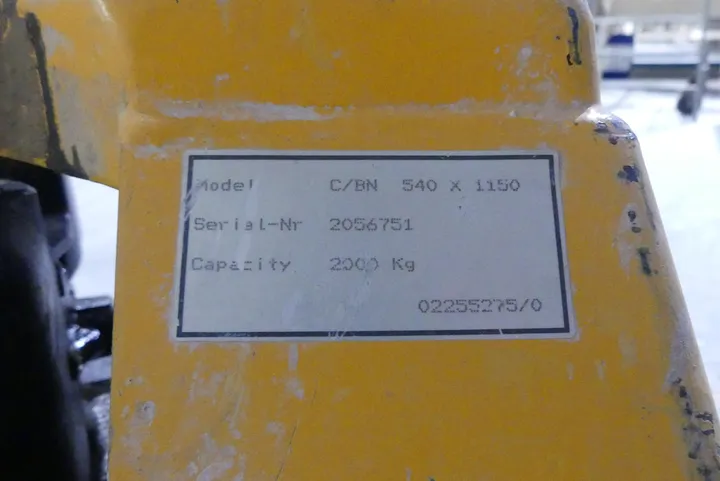 Model C/BN 540 X 1150
Serial-Nr 2056751
Capacity 2000 Kg
02255275/0